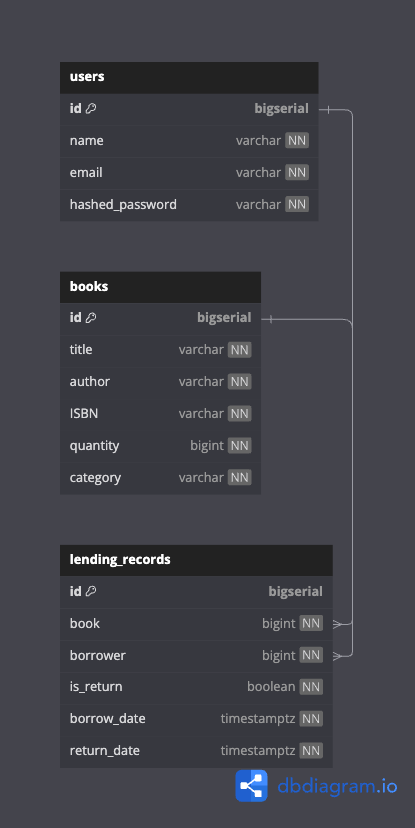 users
id bigserial
name varchar NN
email varchar NN
hashed_password varchar NN
books
id bigserial
title varchar NN
author varchar NN
ISBN varchar NN
quantity bigint NN
category varchar NN
lending_records
id bigserial
book bigint NN
borrower bigint NN
is_return boolean NN
borrow_date timestamptz NN
return_date timestamptz NN
dbdiagram.io